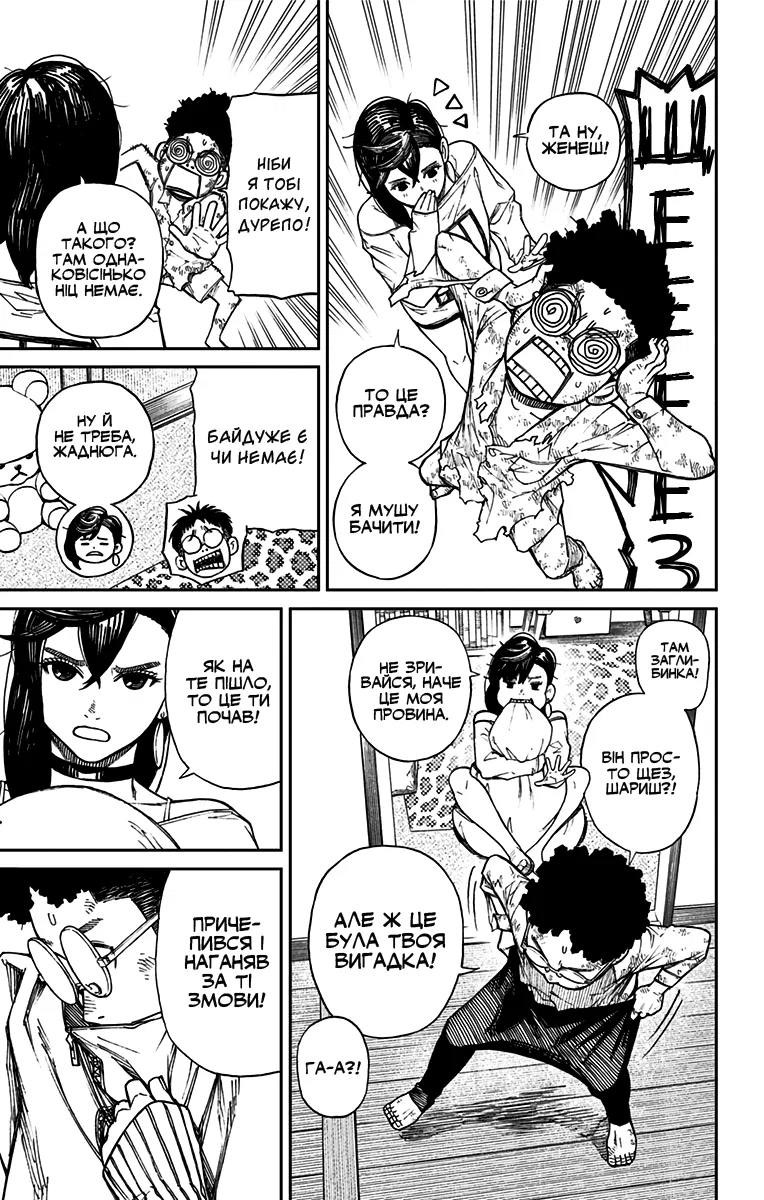 ЩЕЕЕЕЕЗ
ТА НУ,
ЖЕНЕШ!
ТО ЦЕ
ПРАВДА?
Я МУШУ
БАЧИТИ!
НІБИ
Я ТОБІ
ПОКАЖУ,
ДУРЕПО!
А ЩО
ТАКОГО?
ТАМ ОДНА-
КОВІСІНЬКО
НІЦ НЕМАЄ.
БАЙДУЖЕ Є
ЧИ НЕМАЄ!
НУ Й
НЕ ТРЕБА,
ЖАДНЮГА.
ТАМ
ЗАГЛИ-
БИНКА!
ВІН ПРОС-
ТО ЩЕЗ,
ШАРИШ?!
НЕ ЗРИ-
ВАЙСЯ, НАЧЕ
ЦЕ МОЯ
ПРОВИНА.
АЛЕ Ж ЦЕ
БУЛА ТВОЯ
ВИГАДКА!
ГА-А?!
ЯК НА
ТЕ ПІШЛО,
ТО ЦЕ ТИ
ПОЧАВ!
ПРИЧЕ-
ПИВСЯ І
НАГАНЯВ
ЗА ТІ
ЗМОВИ!